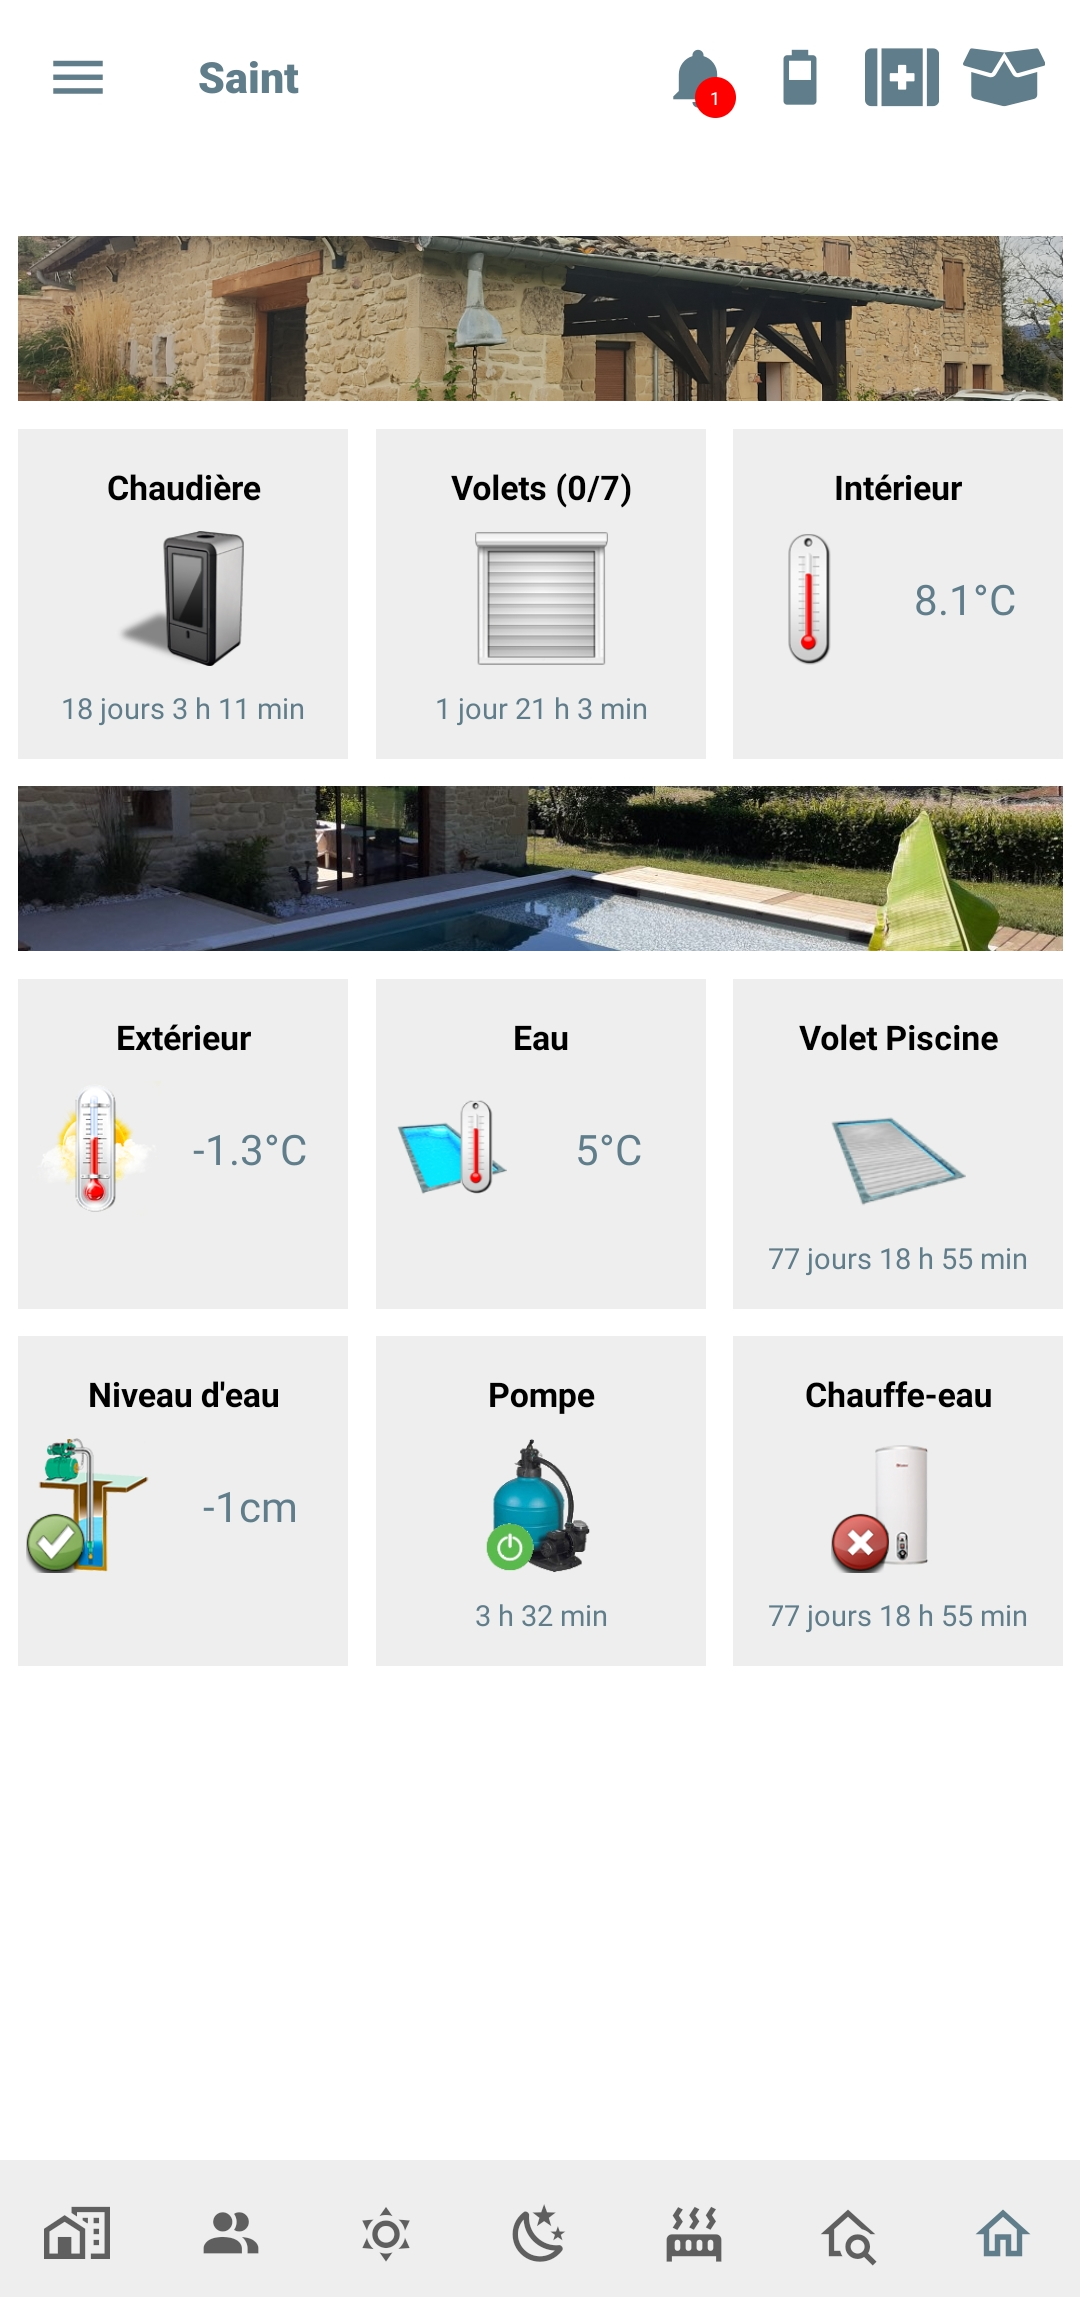 Saint
1
Chaudière
Volets (0/7)
Intérieur
8.1°C
18 jours 3 h 11 min
1 jour 21 h 3 min
Extérieur
Eau
Volet Piscine
-1.3°C
5°C
77 jours 18 h 55 min
Niveau d'eau
Pompe
Chauffe-eau
-1cm
3 h 32 min
77 jours 18 h 55 min